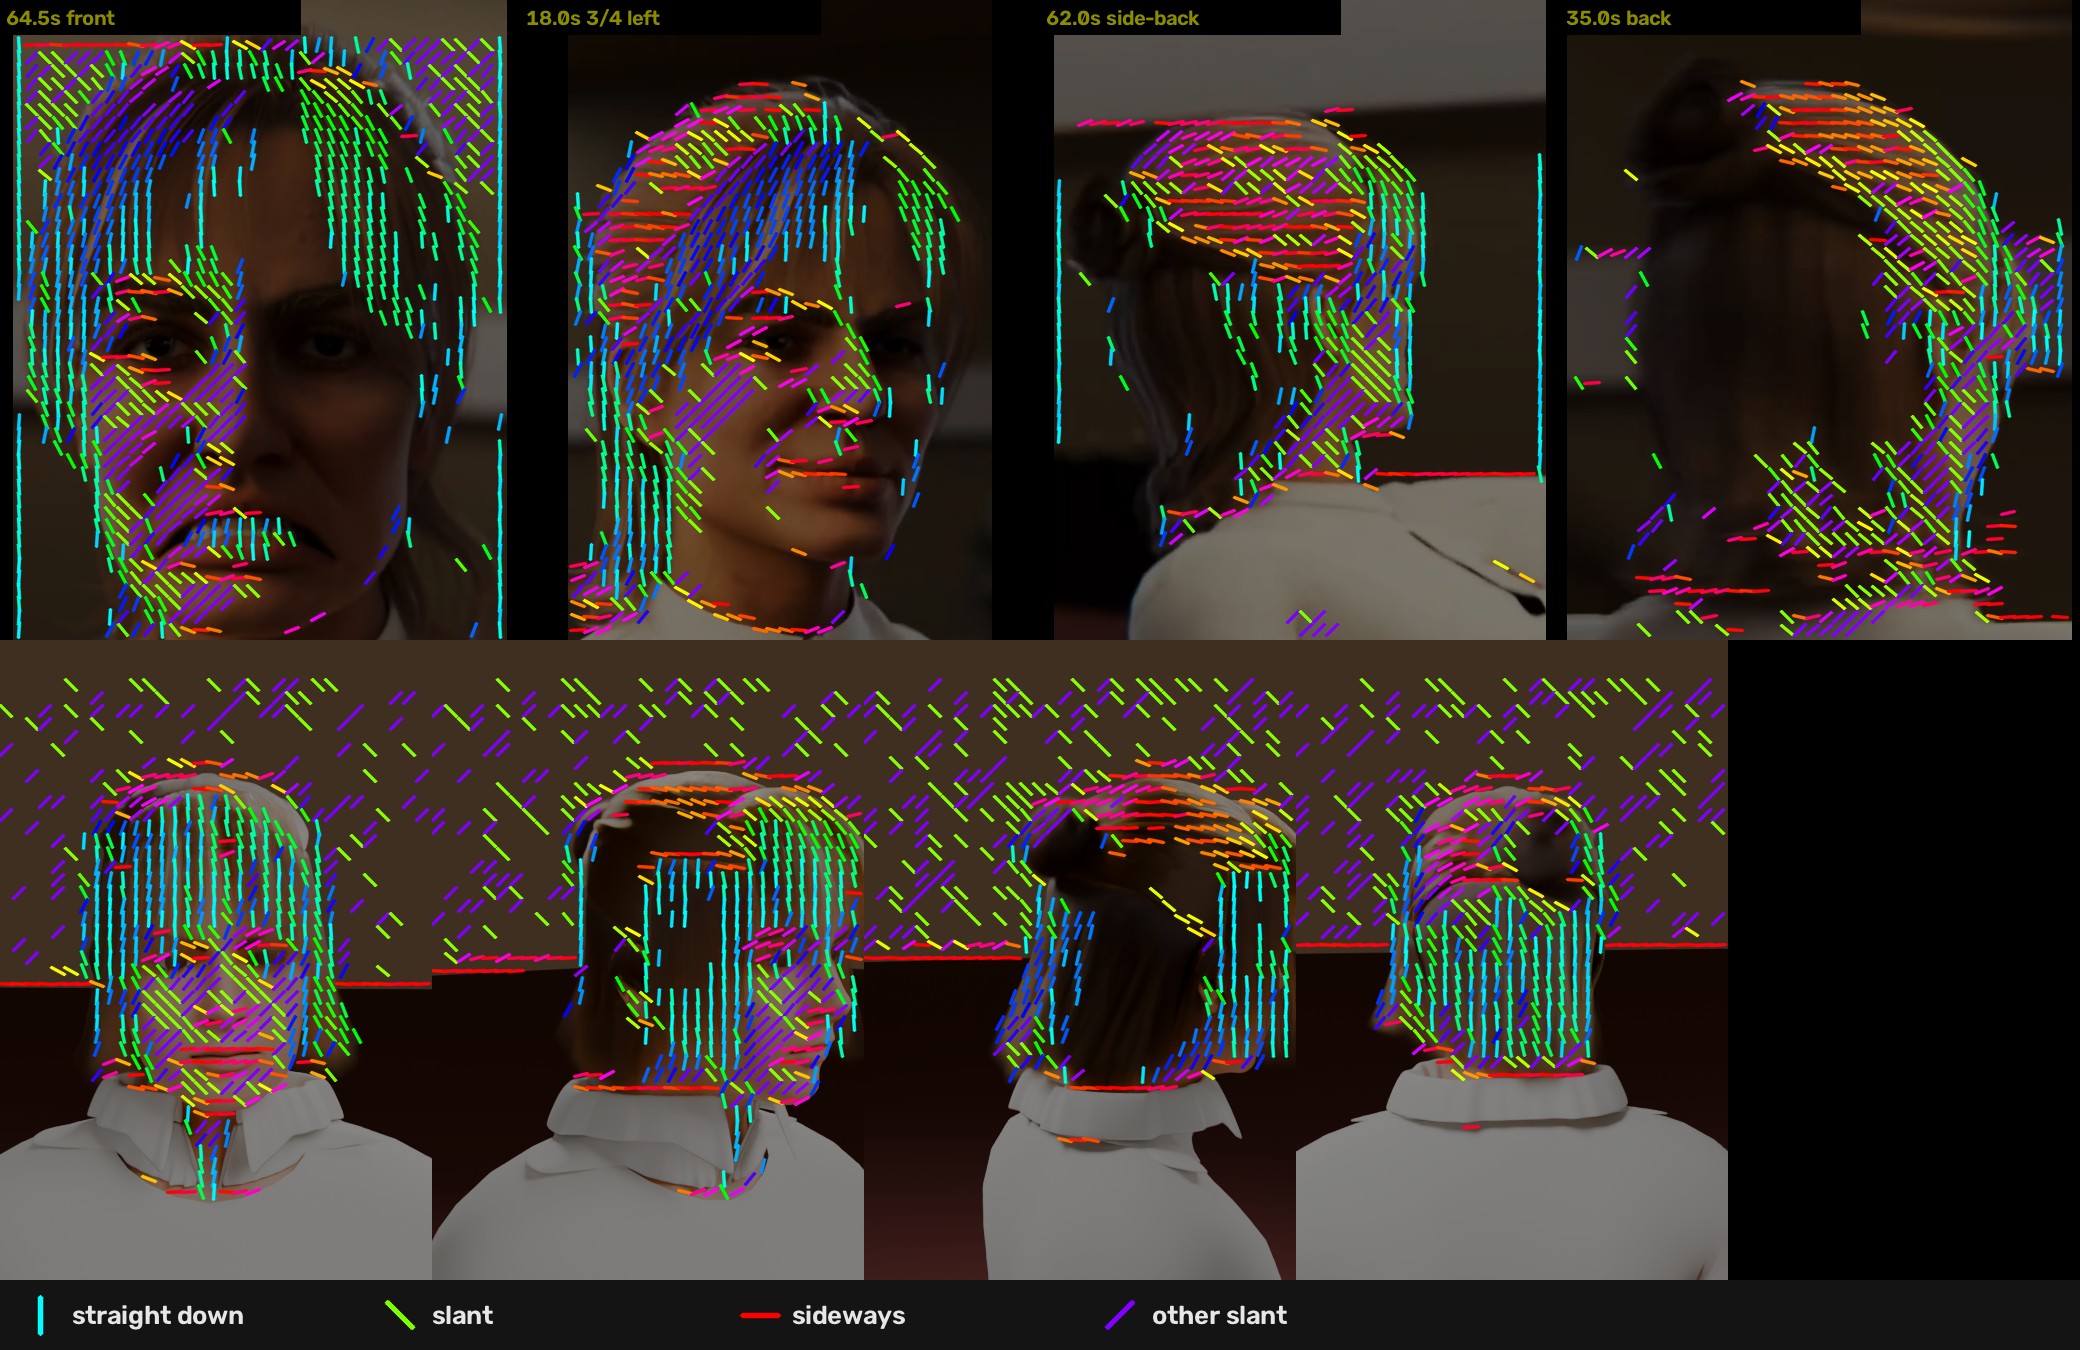 64.5s front
18.0s 3/4 left
62.0s side-back
35.0s back
straight down
slant
sideways
other slant